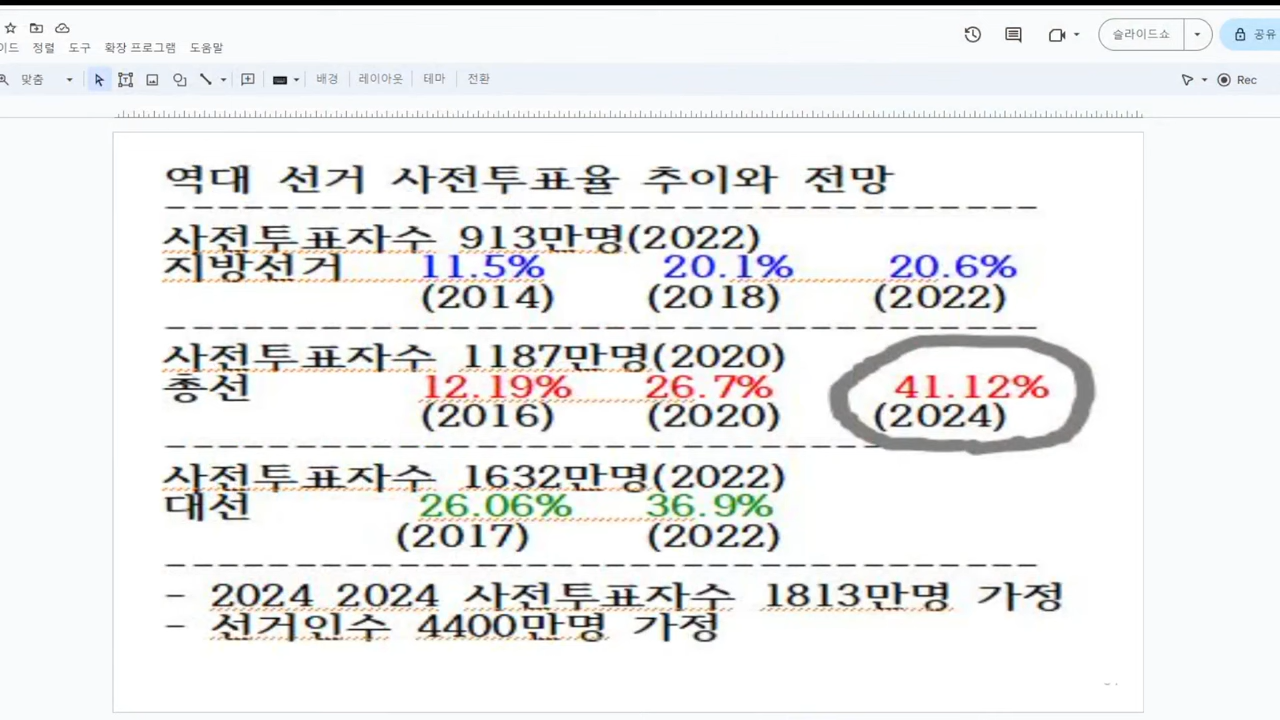 정렬 도구 확장 프로그램 도움말
슬라이드쇼
공유
맞춤
배경 레이아웃 테마 전환
Rec
역대 선거 사전투표율 추이와 전망
사전투표자수 913만명(2022)
지방선거 11.5% 20.1% 20.6%
(2014) (2018) (2022)
사전투표자수 1187만명(2020)
총선 12.19% 26.7% 41.12%
(2016) (2020) (2024)
사전투표자수 1632만명(2022)
대선 26.06% 36.9%
(2017) (2022)
- 2024 2024 사전투표자수 1813만명 가정
- 선거인수 4400만명 가정